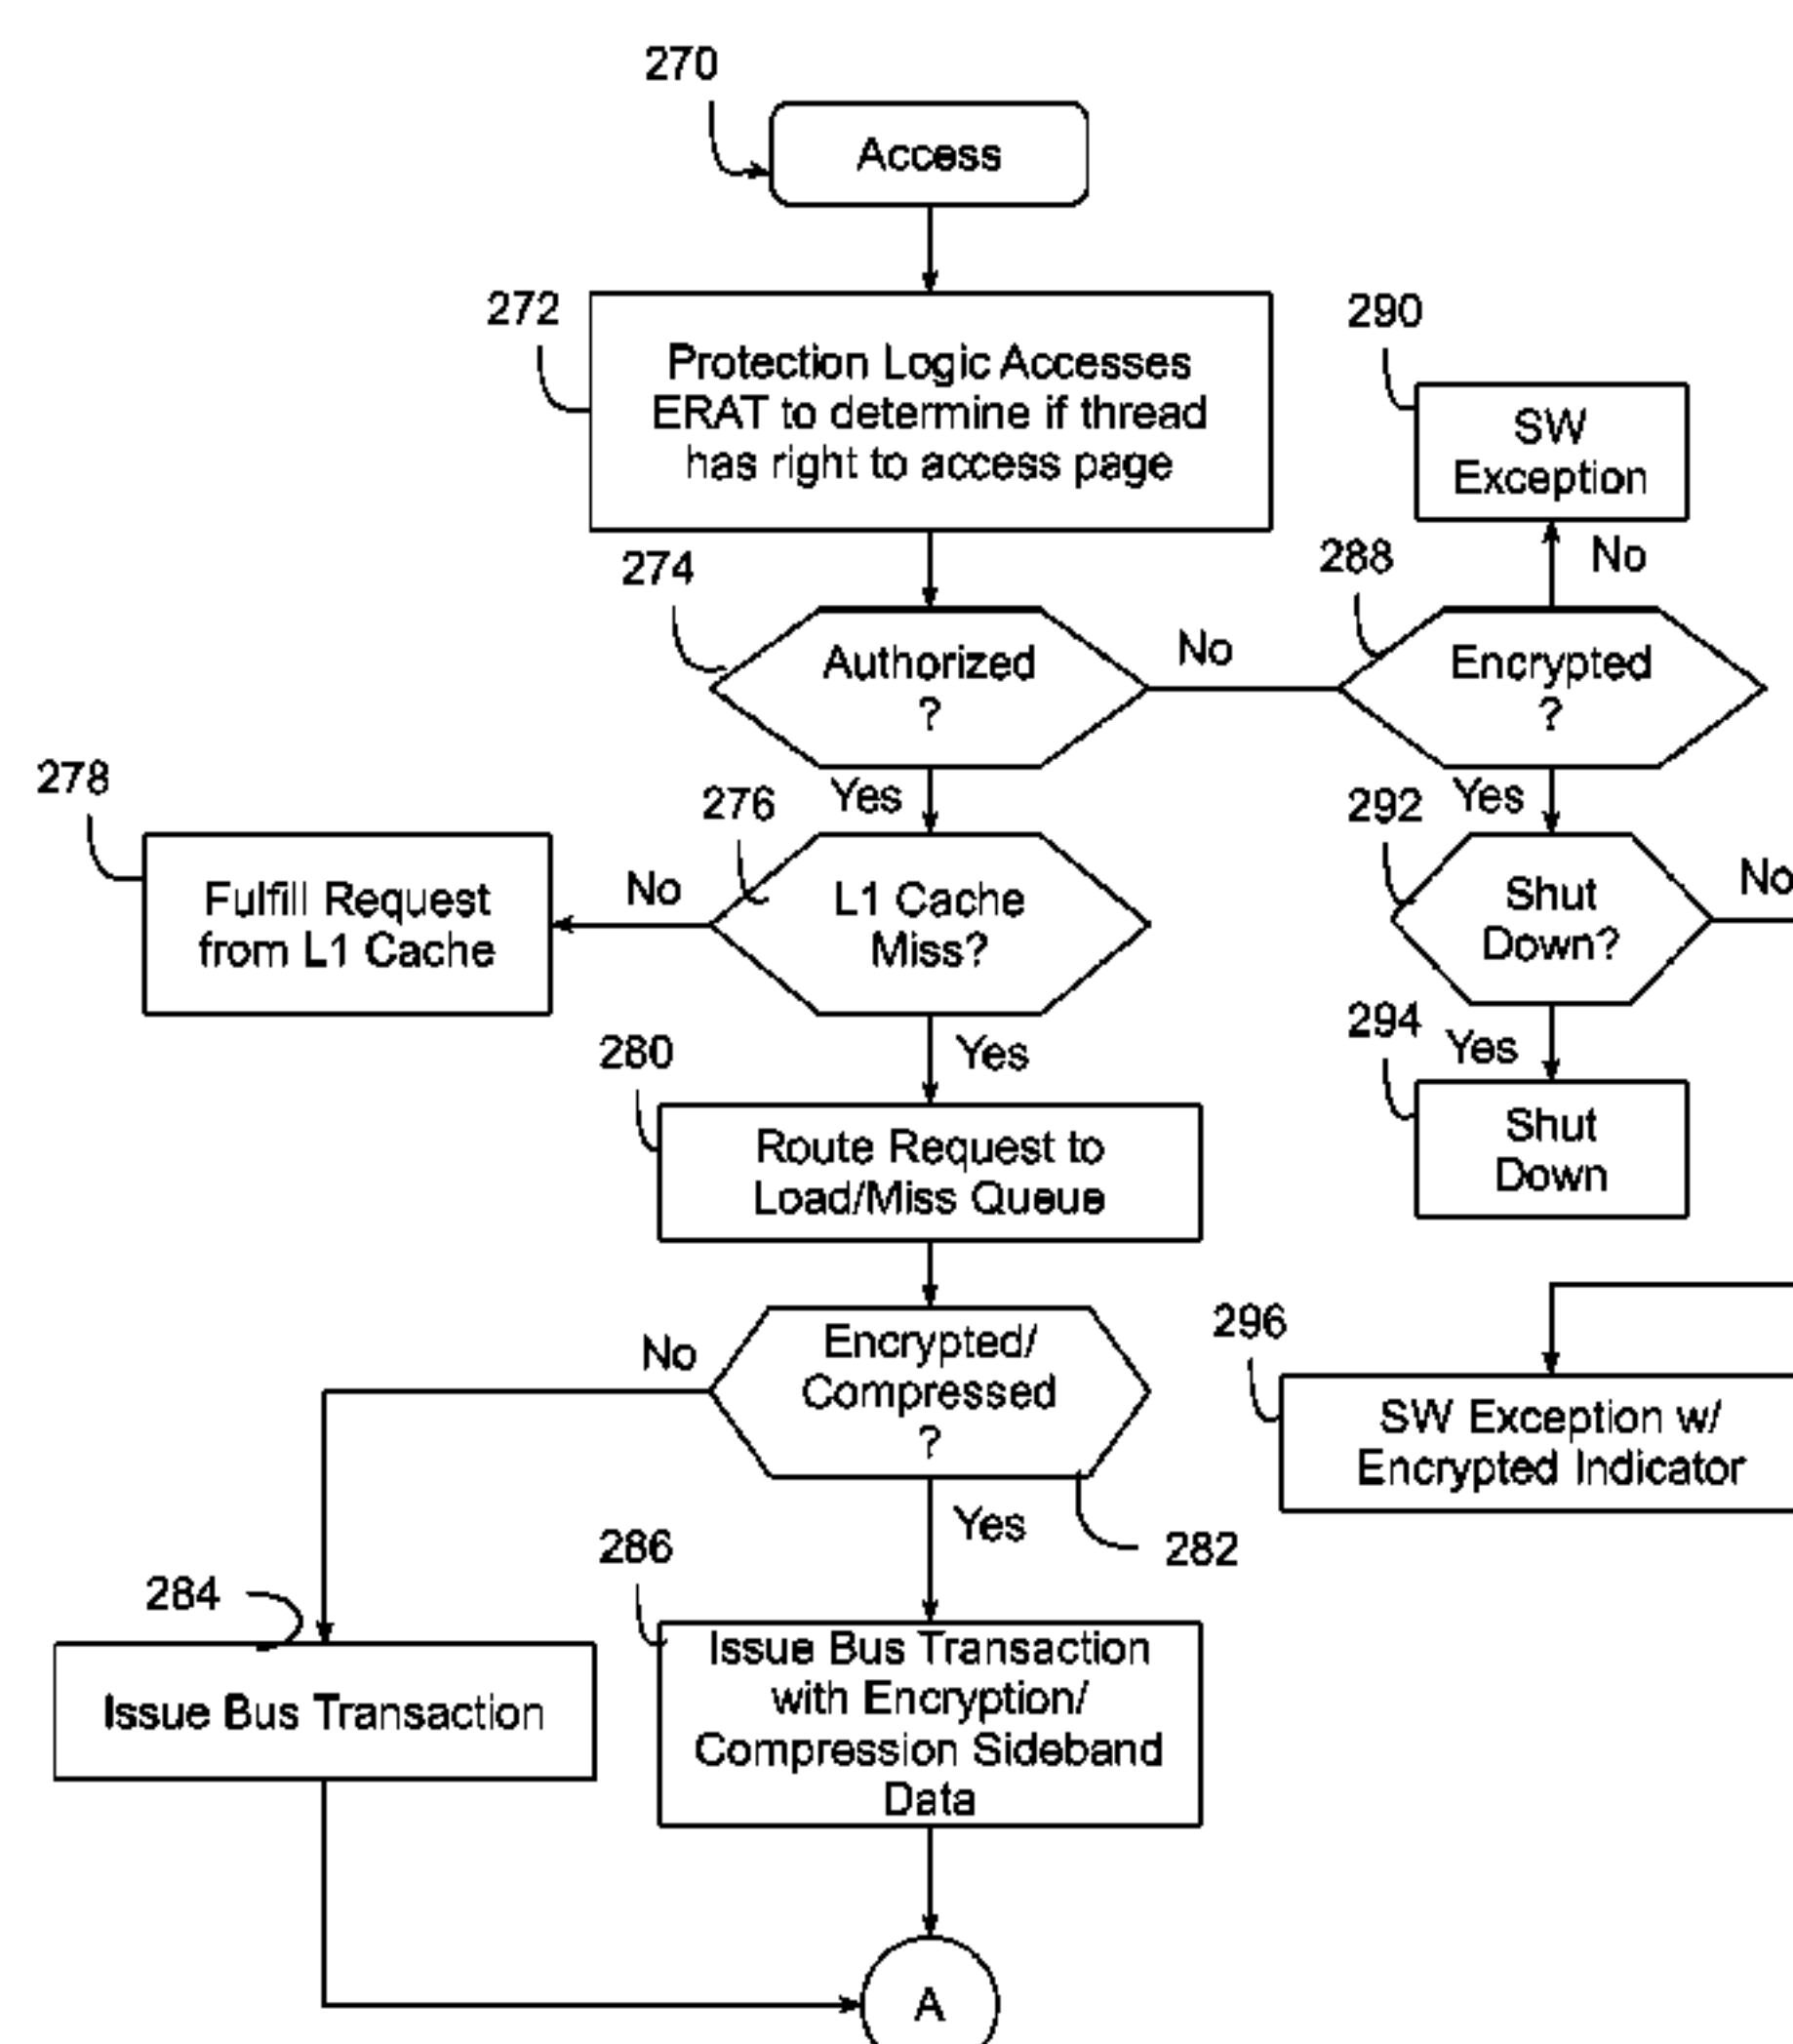 270
Access
272
Protection Logic Accesses
ERAT to determine if thread
has right to access page
290
SW
Exception
274
Authorized
?
No
288
Encrypted
?
No
Yes
Yes
278
Fulfill Request
from L1 Cache
No
276
L1 Cache
Miss?
292
Shut
Down?
No
Yes
294
Yes
Shut
Down
280
Route Request to
Load/Miss Queue
No
Encrypted/
Compressed
?
282
Yes
296
SW Exception w/
Encrypted Indicator
284
Issue Bus Transaction
286
Issue Bus Transaction
with Encryption/
Compression Sideband
Data
A